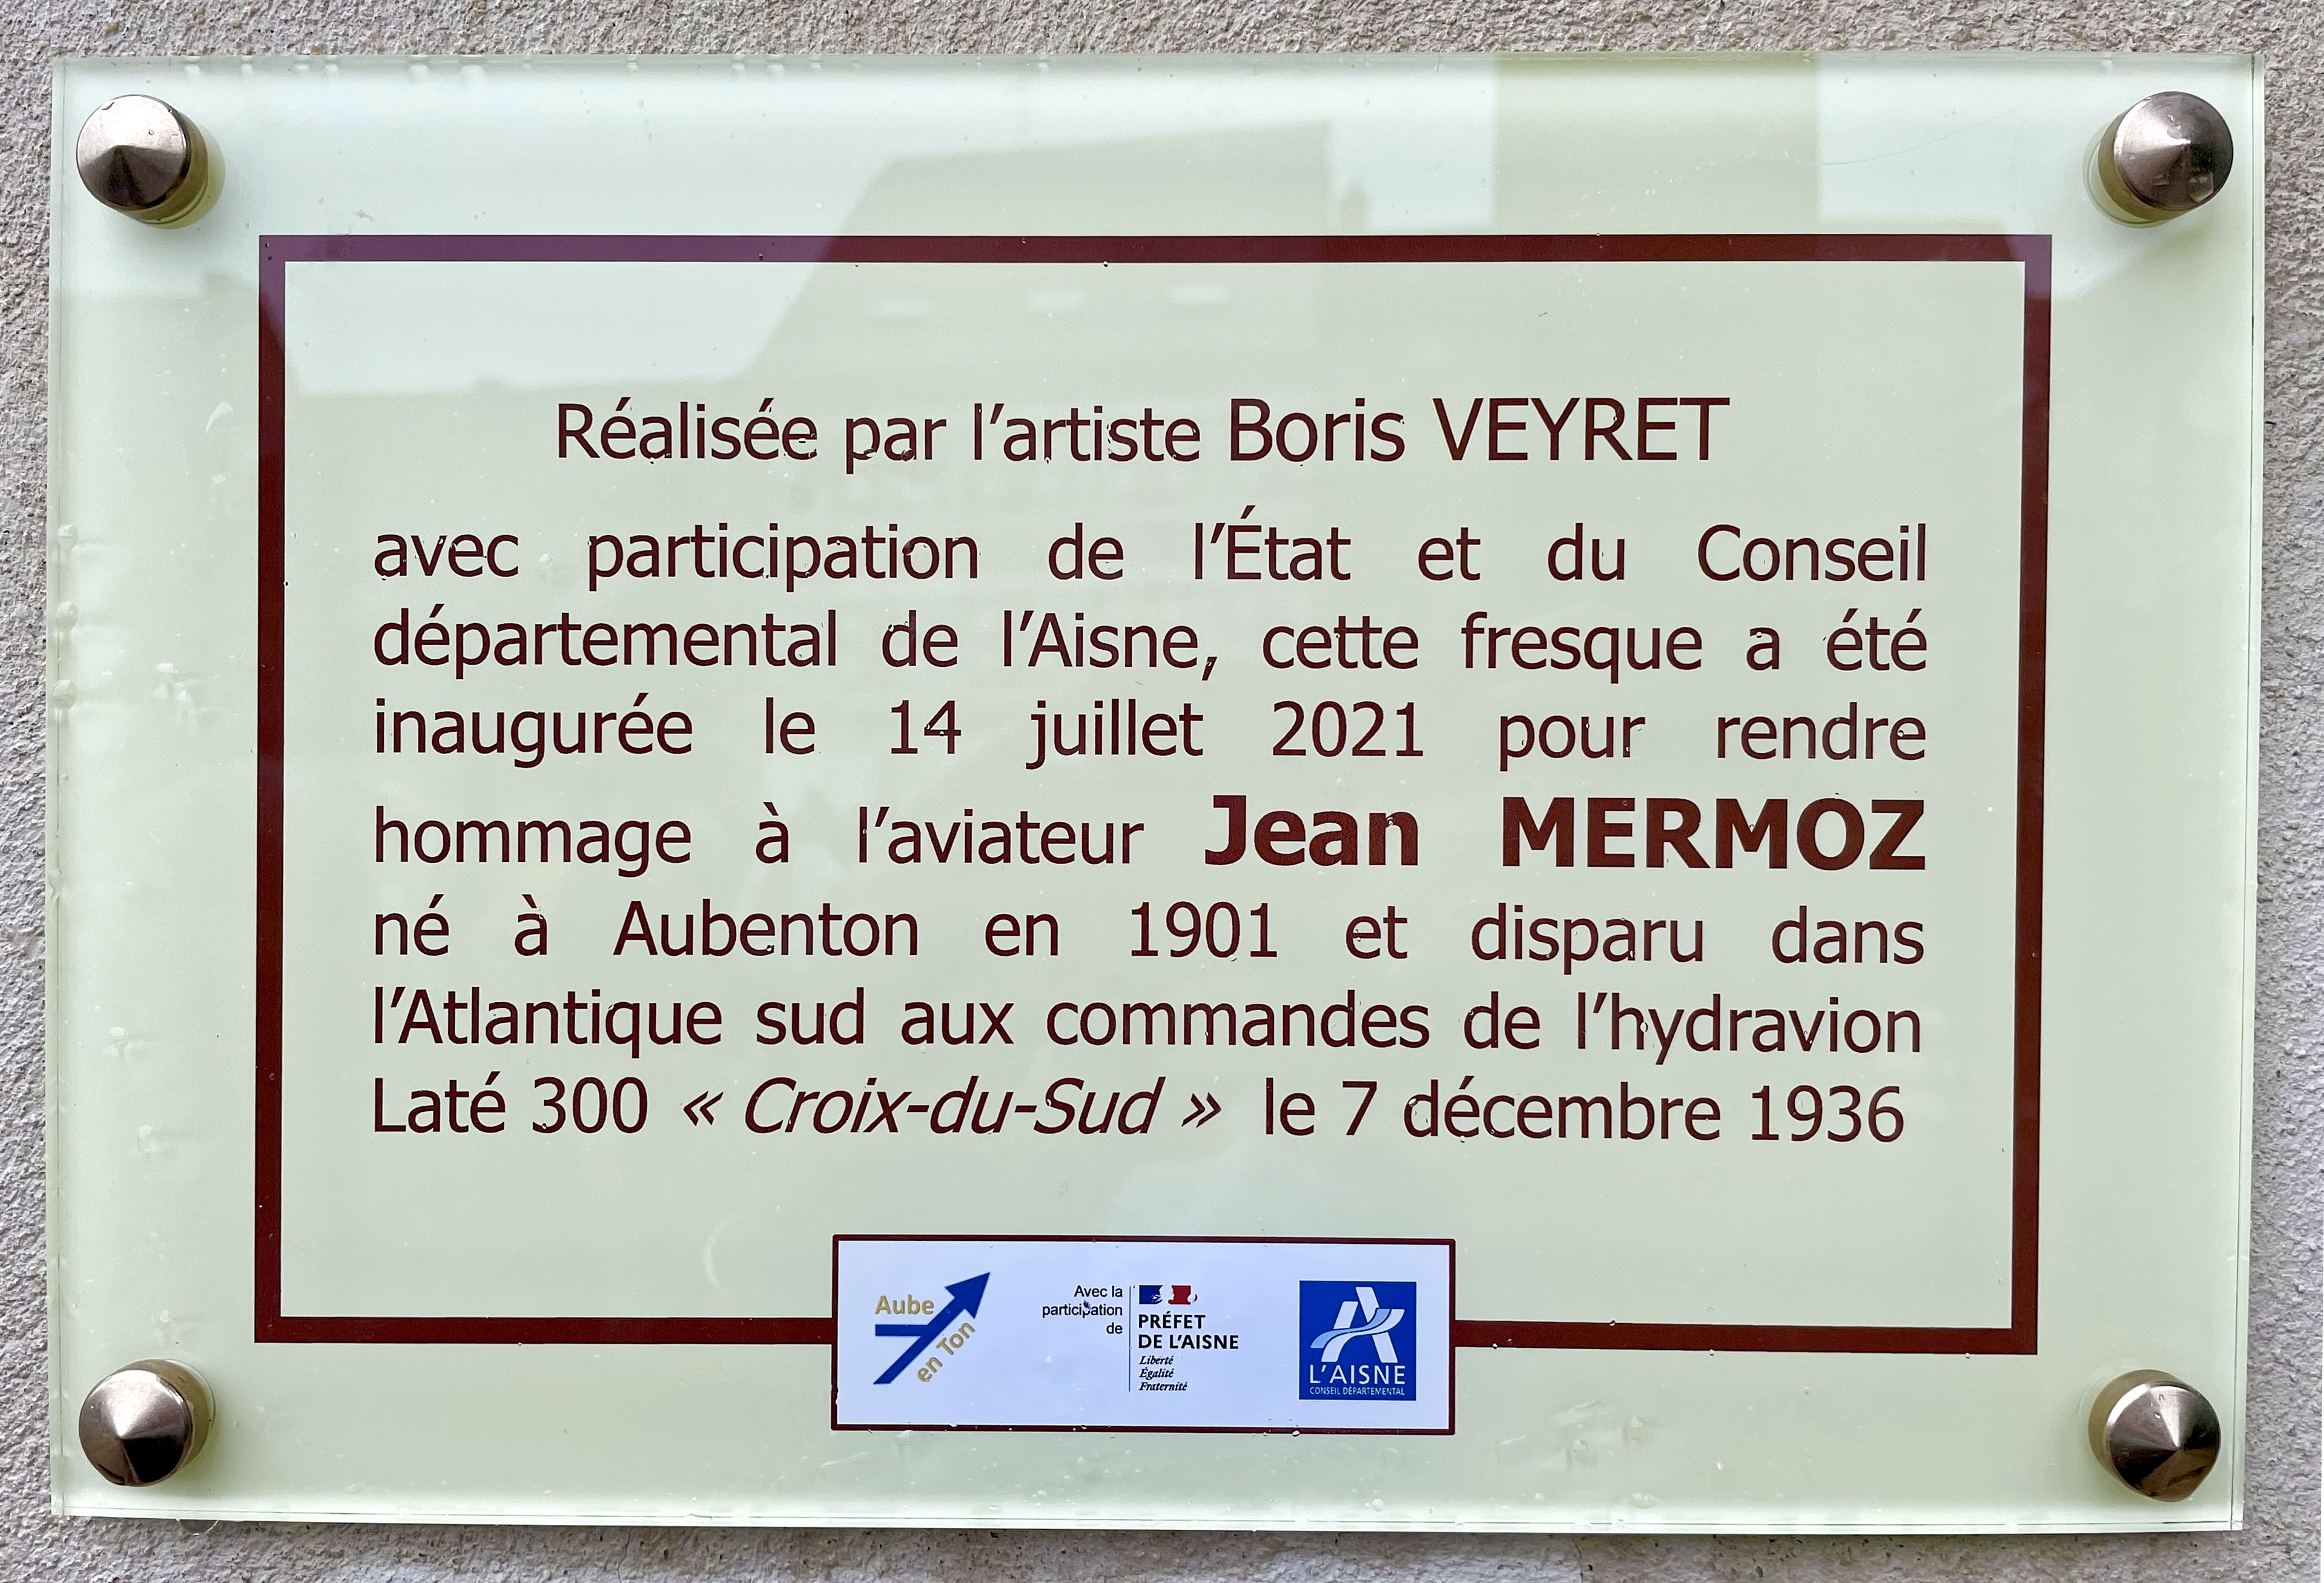 Réalisée par l'artiste Boris VEYRET
avec participation de l'État et du Conseil
départemental de l'Aisne, cette fresque a été
inaugurée le 14 juillet 2021 pour rendre
hommage à l'aviateur Jean MERMOZ
né à Aubenton en 1901 et disparu dans
l'Atlantique sud aux commandes de l'hydravion
Laté 300 « Croix-du-Sud » le 7 décembre 1936
Aube
en Ton
Avec la
participation
de
PRÉFET
DE L'AISNE
Liberté
Égalité
Fraternité
L'AISNE
CONSEIL DÉPARTEMENTAL